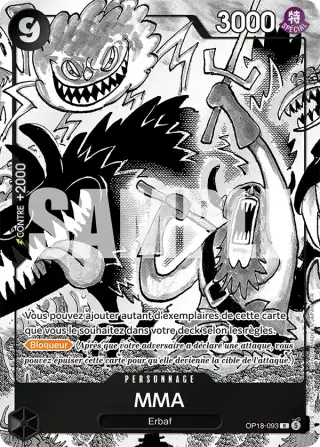 9
3000
特
SPECIAL
CONTRE +2000
SAMPLE
Vous pouvez ajouter autant d'exemplaires de cette carte
que vous le souhaitez dans votre deck selon les règles.
Bloqueur (Après que votre adversaire a déclaré une attaque, vous
pouvez épuiser cette carte pour qu'elle devienne la cible de l'attaque.)
PERSONNAGE
MMA
Erbaf
OP18-093 R 5